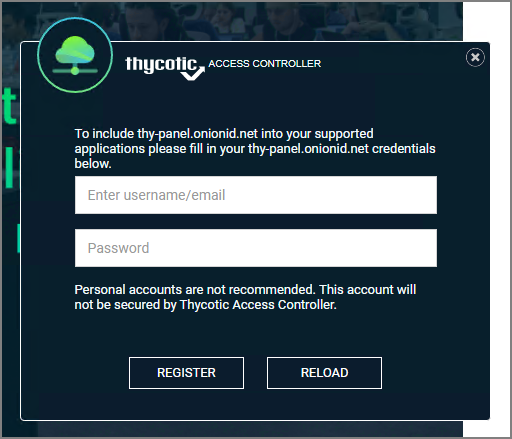 thycotic ACCESS CONTROLLER
To include thy-panel.onionid.net into your supported
applications please fill in your thy-panel.onionid.net credentials
below.
Enter username/email
Password
Personal accounts are not recommended. This account will
not be secured by Thycotic Access Controller.
REGISTER RELOAD